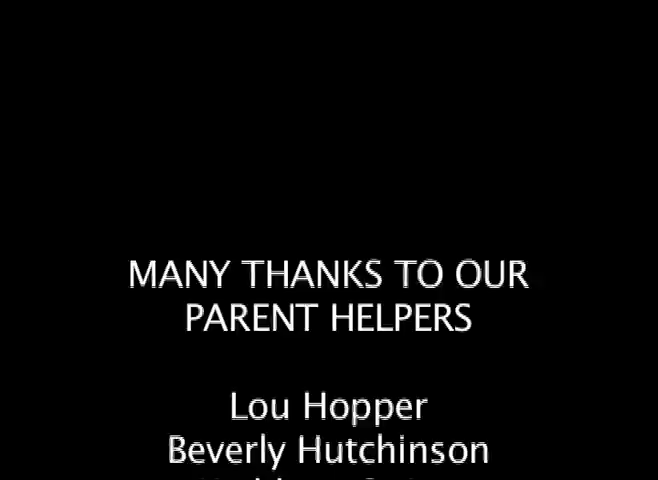 MANY THANKS TO OUR
PARENT HELPERS
Lou Hopper
Beverly Hutchinson